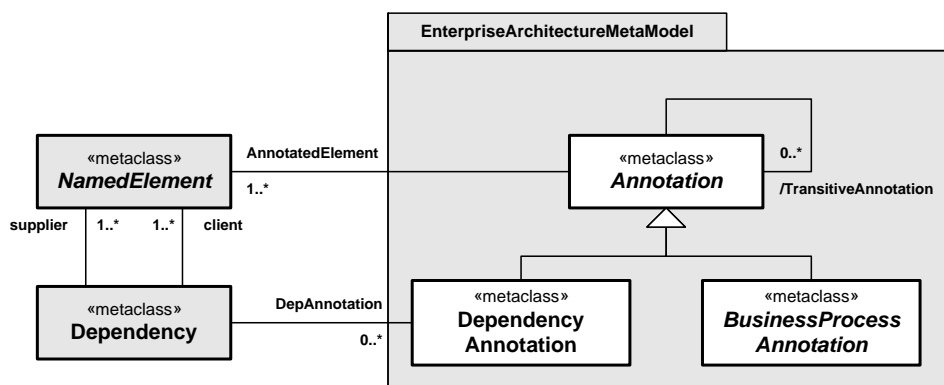 EnterpriseArchitectureMetaModel
«metaclass»
NamedElement
AnnotatedElement
1..*
«metaclass»
Annotation
0..*
/TransitiveAnnotation
supplier
1..*
1..*
client
«metaclass»
Dependency
DepAnnotation
0..*
«metaclass»
Dependency
Annotation
«metaclass»
BusinessProcess
Annotation